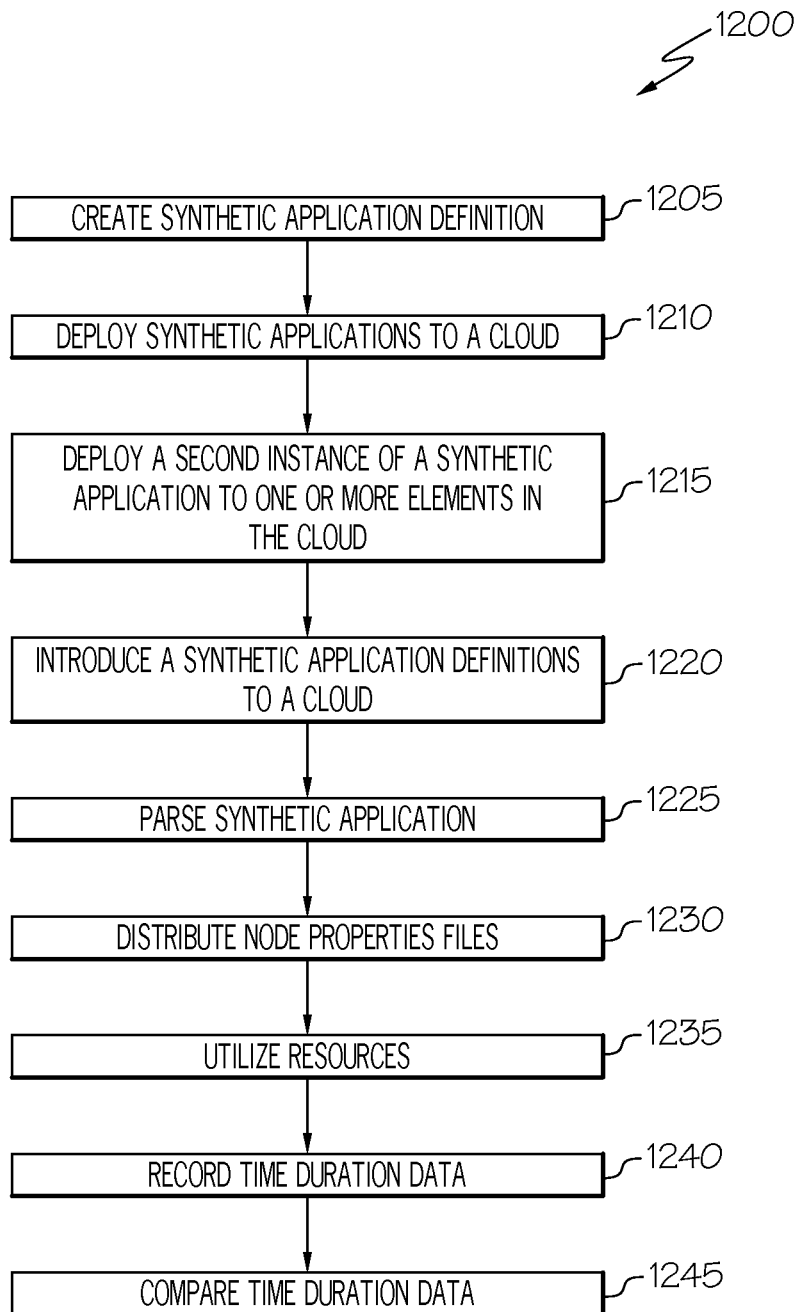 1200
CREATE SYNTHETIC APPLICATION DEFINITION
1205
DEPLOY SYNTHETIC APPLICATIONS TO A CLOUD
1210
DEPLOY A SECOND INSTANCE OF A SYNTHETIC
APPLICATION TO ONE OR MORE ELEMENTS IN
THE CLOUD
1215
INTRODUCE A SYNTHETIC APPLICATION DEFINITIONS
TO A CLOUD
1220
PARSE SYNTHETIC APPLICATION
1225
DISTRIBUTE NODE PROPERTIES FILES
1230
UTILIZE RESOURCES
1235
RECORD TIME DURATION DATA
1240
COMPARE TIME DURATION DATA
1245